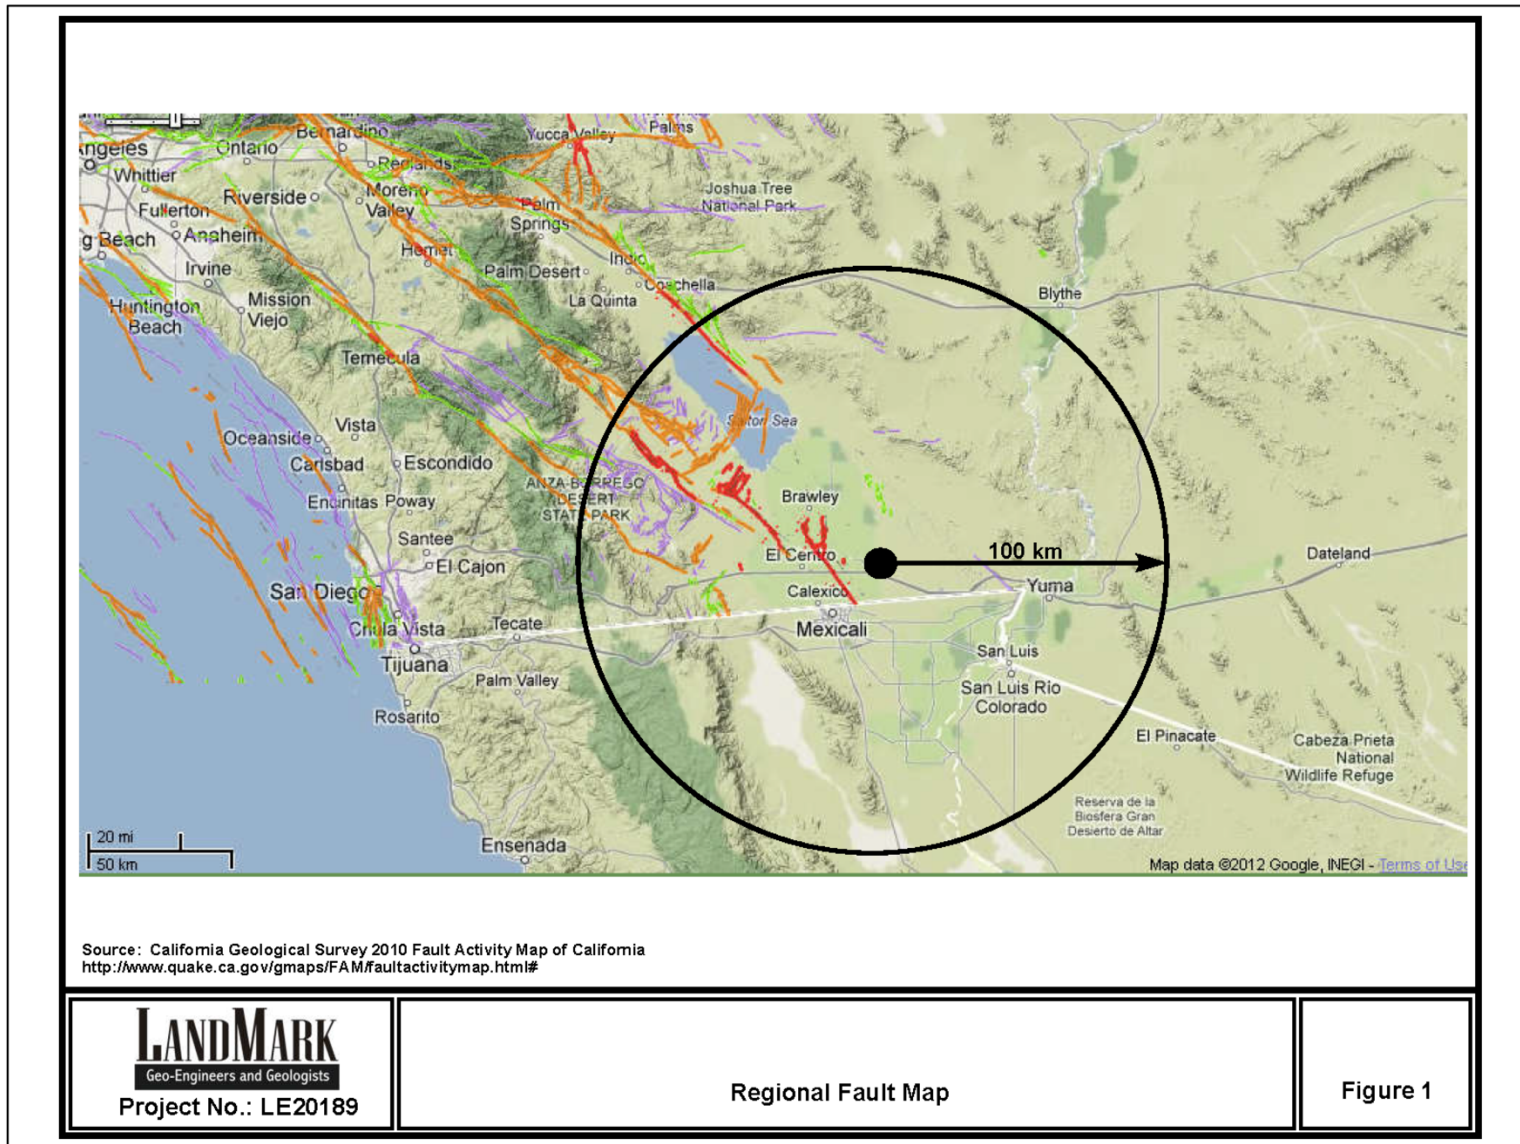 Bernardino
Yucca Valley
Palms
Angeles
Ontario
Redlands
Whittier
Riverside
Moreno
Valley
Joshua Tree
National Park
Fullerton
Palm
Springs
g Beach
Anaheim
Hemet
Irvine
Indio
Palm Desert
Coachella
La Quinta
Blythe
Huntington
Beach
Mission
Viejo
Temecula
Salton Sea
Vista
Oceanside
Carlsbad
Escondido
ANZA-BORREGO
DESERT
STATE PARK
Encinitas
Poway
Brawley
Santee
El Centro
100 km
Dateland
El Cajon
San Diego
Calexico
Yuma
Chula Vista
Tecate
Mexicali
Tijuana
San Luis
Palm Valley
San Luis Rio
Colorado
Rosarito
El Pinacate
Cabeza Prieta
National
Wildlife Refuge
Reserva de la
Biosfera Gran
Desierto de Altar
20 mi
50 km
Ensenada
Map data ©2012 Google, INEGI - Terms of Use
Source: California Geological Survey 2010 Fault Activity Map of California
http://www.quake.ca.gov/gmaps/FAM/faultactivitymap.html#
LANDMARK
Geo-Engineers and Geologists
Project No.: LE20189
Regional Fault Map
Figure 1